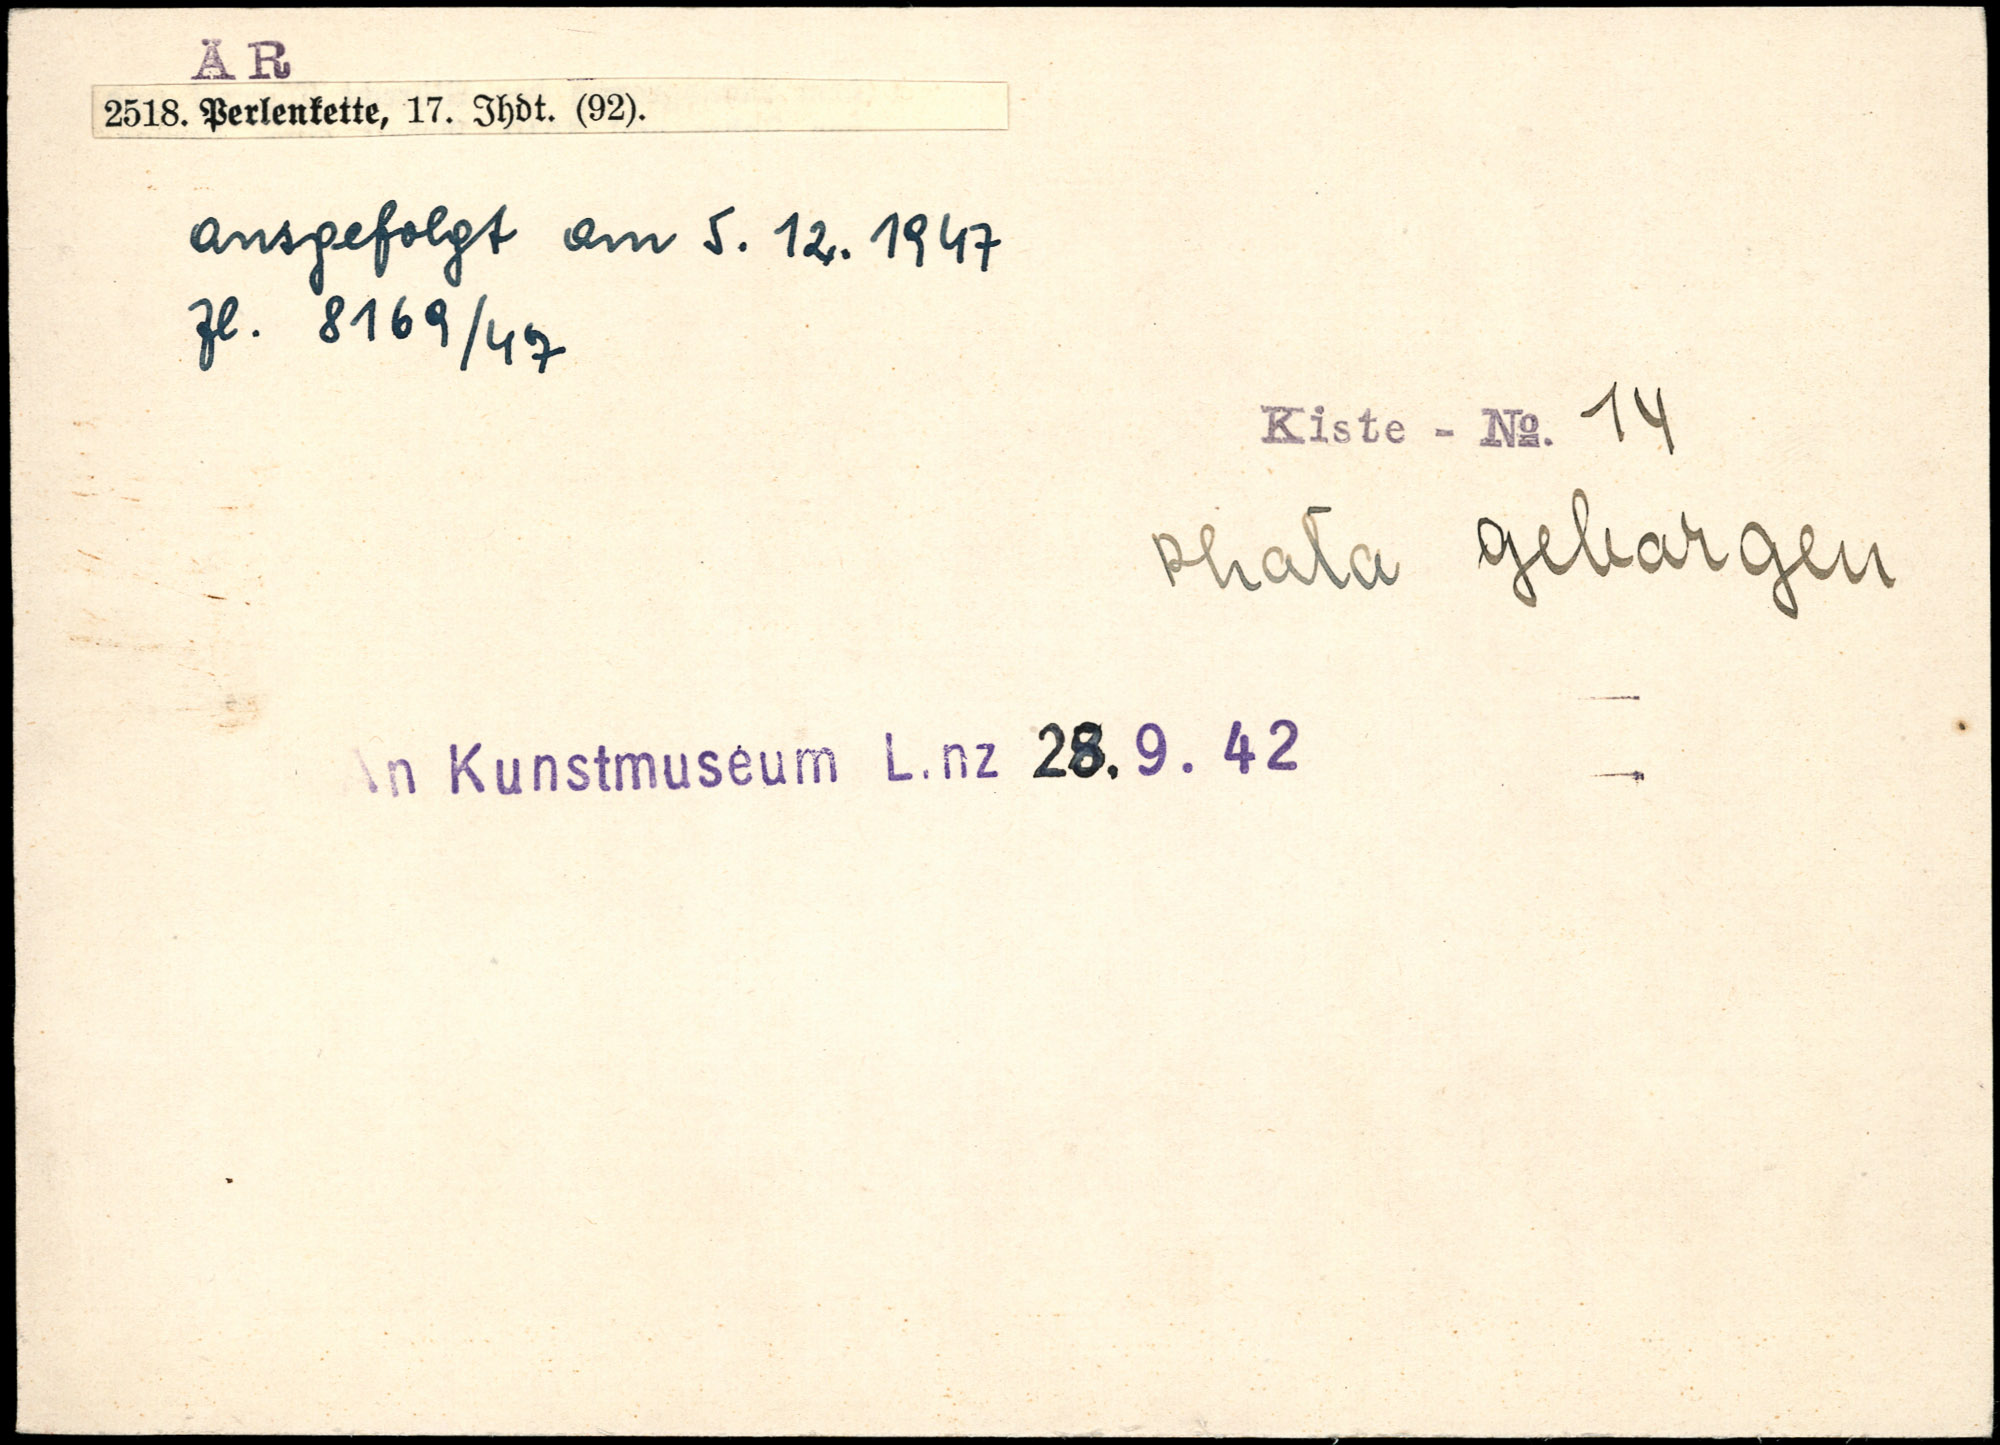 ÄR
2518. Perlenkette, 17. Jhdt. (92).
ausgefolgt am 5. 12. 1947
Zl. 8169/47
Kiste - No. 14
Photo geborgen
An Kunstmuseum Linz 28. 9. 42